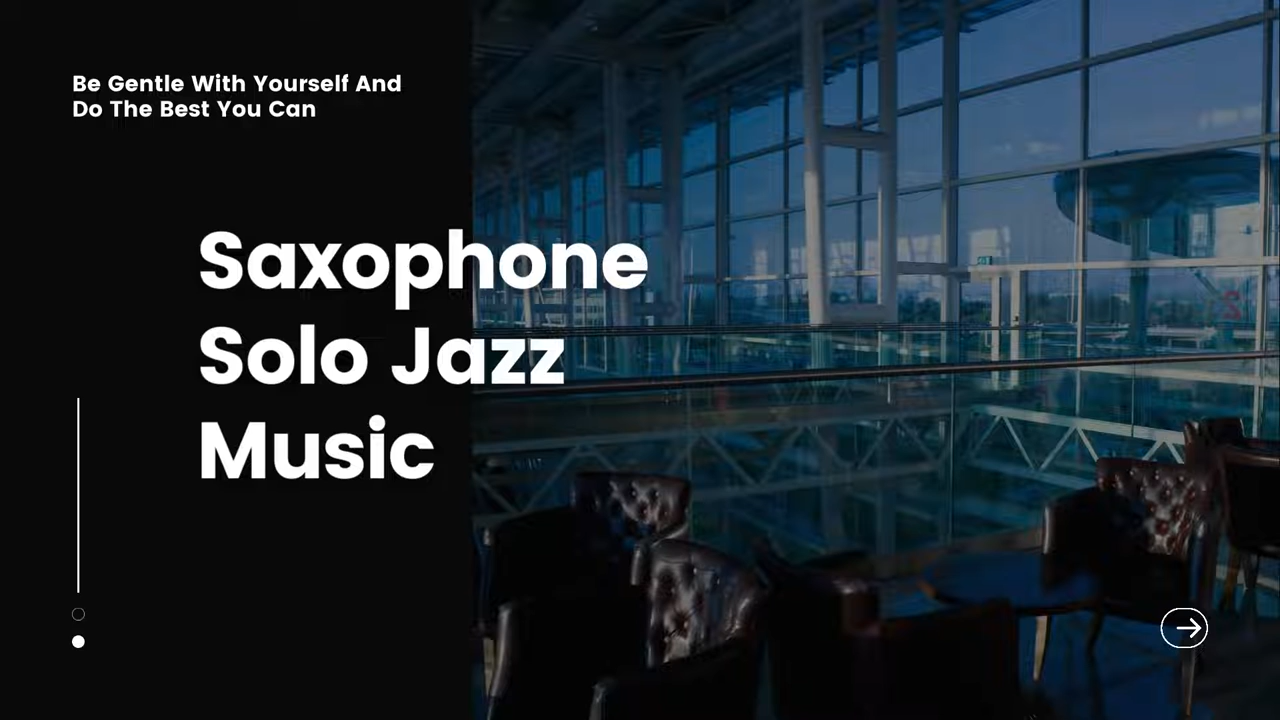 Be Gentle With Yourself And
Do The Best You Can
Saxophone
Solo Jazz
Music